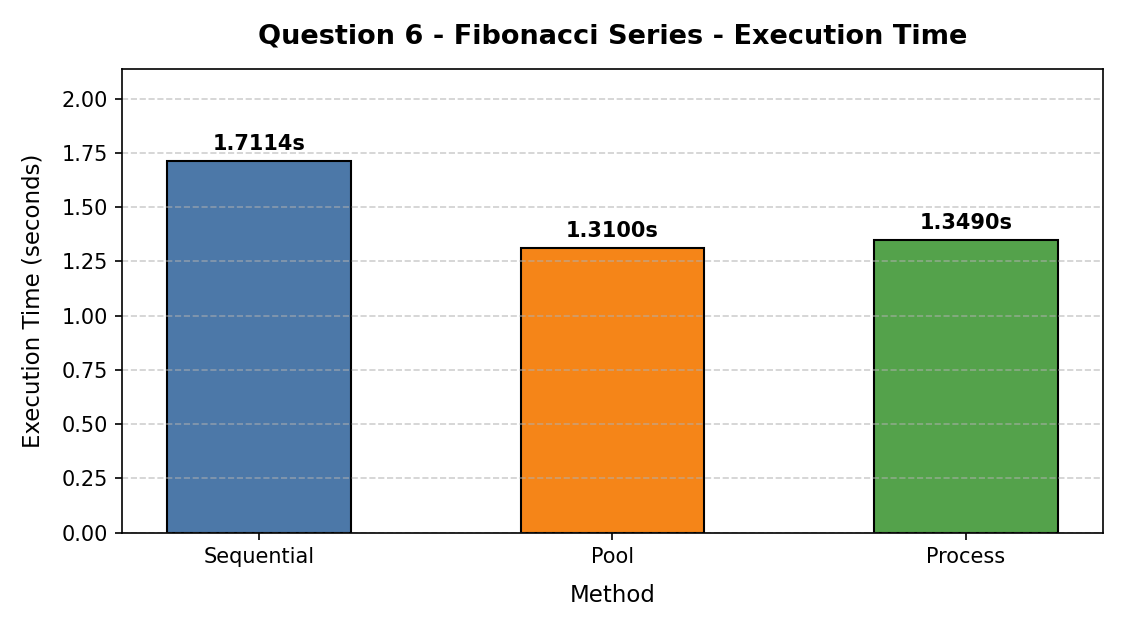 Question 6 - Fibonacci Series - Execution Time
Execution Time (seconds)
2.00
1.75
1.50
1.25
1.00
0.75
0.50
0.25
0.00
1.7114s
1.3100s
1.3490s
Sequential
Pool
Process
Method